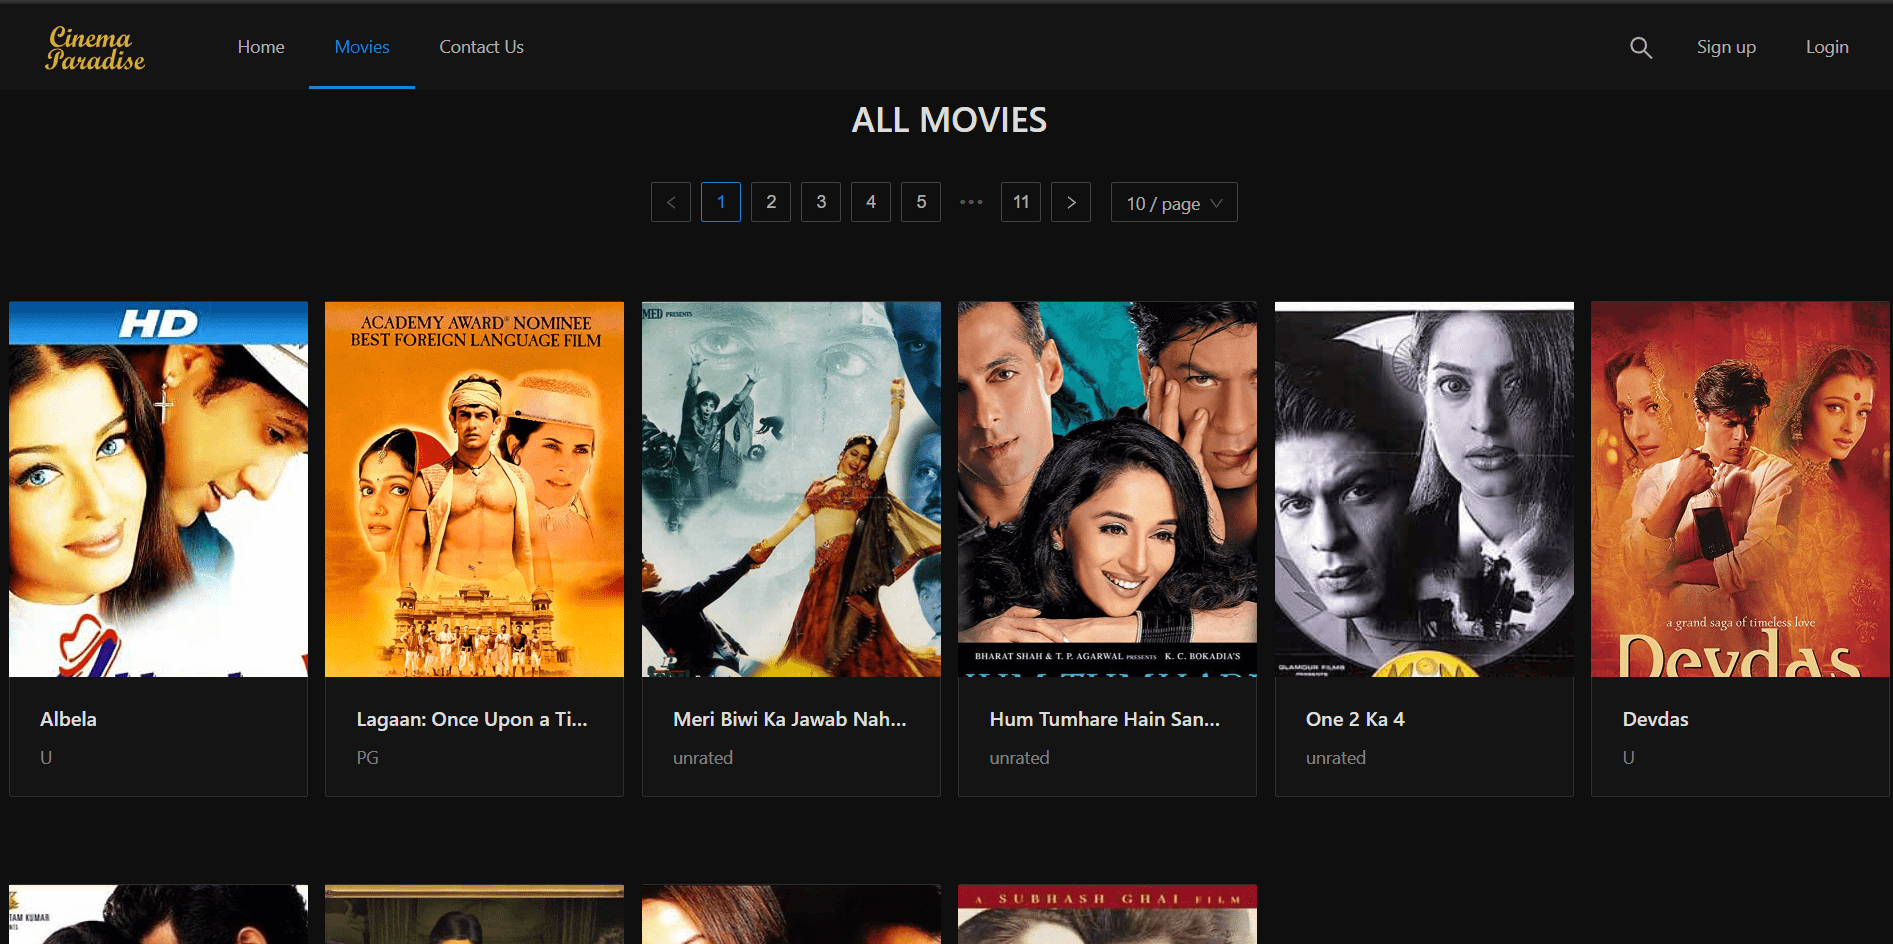 Cinema
Paradise
Home
Movies
Contact Us
Sign up
Login
ALL MOVIES
1
2
3
4
5
•••
11
10 / page
HD
ACADEMY AWARD® NOMINEE
BEST FOREIGN LANGUAGE FILM
MED PRESENTS
BHARAT SHAH & T. P. AGARWAL PRESENTS K. C. BOKADIA'S
HUM TUMHARE
GLAMOUR FILMS
PRESENTS
a grand saga of timeless love
Devdas
Albela
U
Lagaan: Once Upon a Ti...
PG
Meri Biwi Ka Jawab Nah...
unrated
Hum Tumhare Hain San...
unrated
One 2 Ka 4
unrated
Devdas
U
TAM KUMAR
NTS
A SUBHASH GHAI FILM